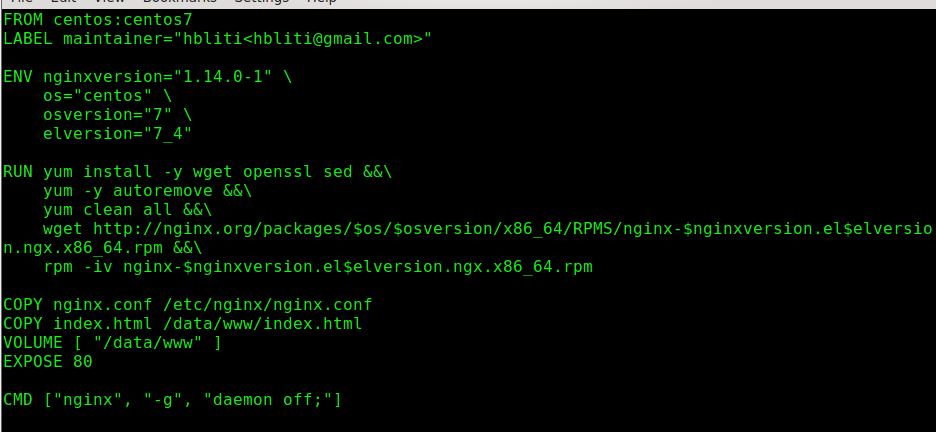 File Edit View Bookmarks Settings Help
FROM centos:centos7
LABEL maintainer="hbliti<hbliti@gmail.com>"
ENV nginxversion="1.14.0-1" \
    os="centos" \
    osversion="7" \
    elversion="7_4"
RUN yum install -y wget openssl sed &&\
    yum -y autoremove &&\
    yum clean all &&\
    wget http://nginx.org/packages/$os/$osversion/x86_64/RPMS/nginx-$nginxversion.el$elversio
n.ngx.x86_64.rpm &&\
    rpm -iv nginx-$nginxversion.el$elversion.ngx.x86_64.rpm
COPY nginx.conf /etc/nginx/nginx.conf
COPY index.html /data/www/index.html
VOLUME [ "/data/www" ]
EXPOSE 80
CMD ["nginx", "-g", "daemon off;"]